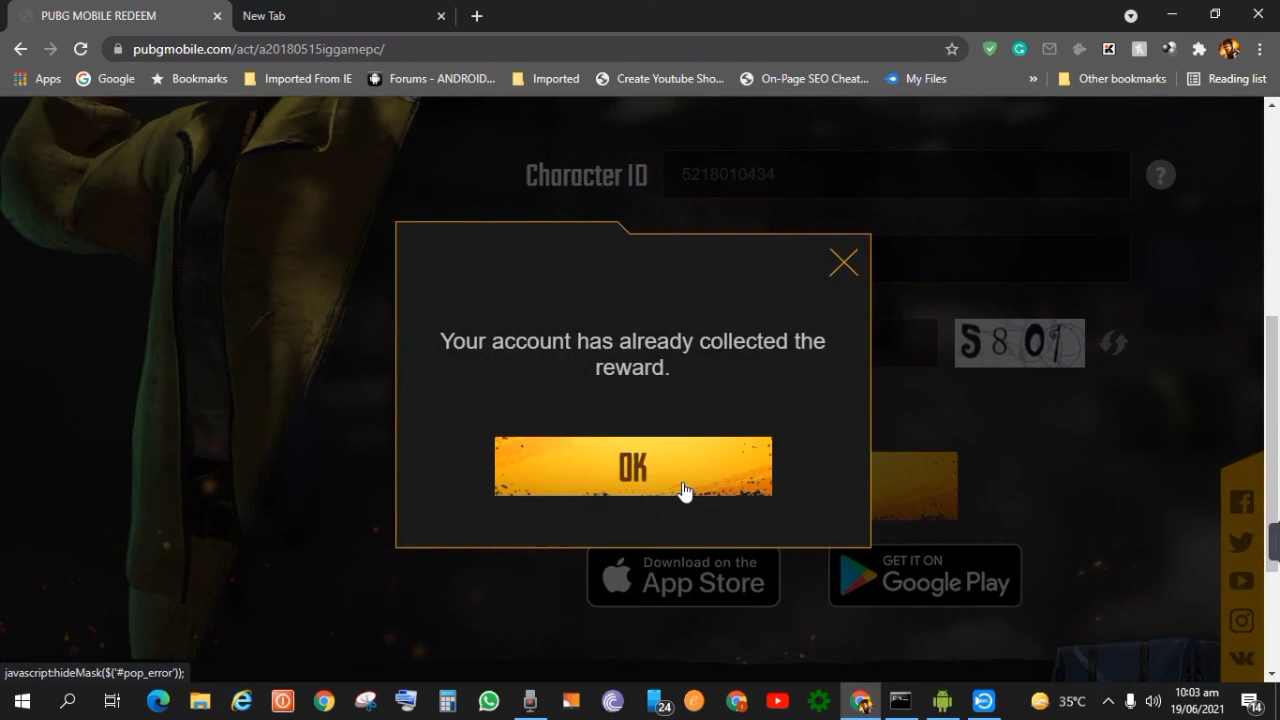 PUBG MOBILE REDEEM
New Tab
pubgmobile.com/act/a20180515iggamepc/
Apps
Google
Bookmarks
Imported From IE
Forums - ANDROID...
Imported
Create Youtube Sho...
On-Page SEO Cheat...
My Files
»
Other bookmarks
Reading list
Character ID
5218010434
?
Your account has already collected the
reward.
S801
OK
Download on the
App Store
GET IT ON
Google Play
javascript:hideMask($('#pop_error'));
24
35°C
10:03 am
19/06/2021
14